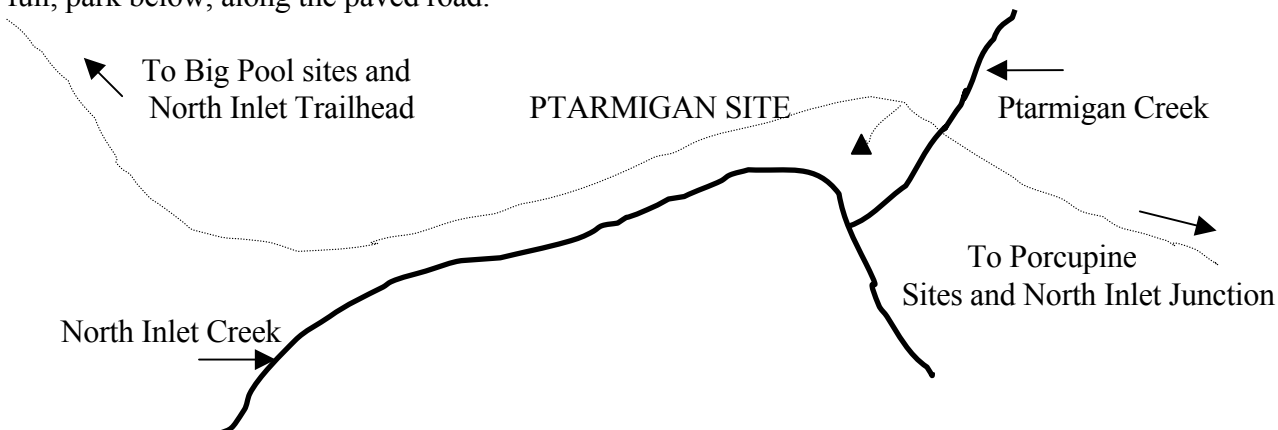 full, park below, along the paved road.
To Big Pool sites and
North Inlet Trailhead
PTARMIGAN SITE
Ptarmigan Creek
To Porcupine
Sites and North Inlet Junction
North Inlet Creek